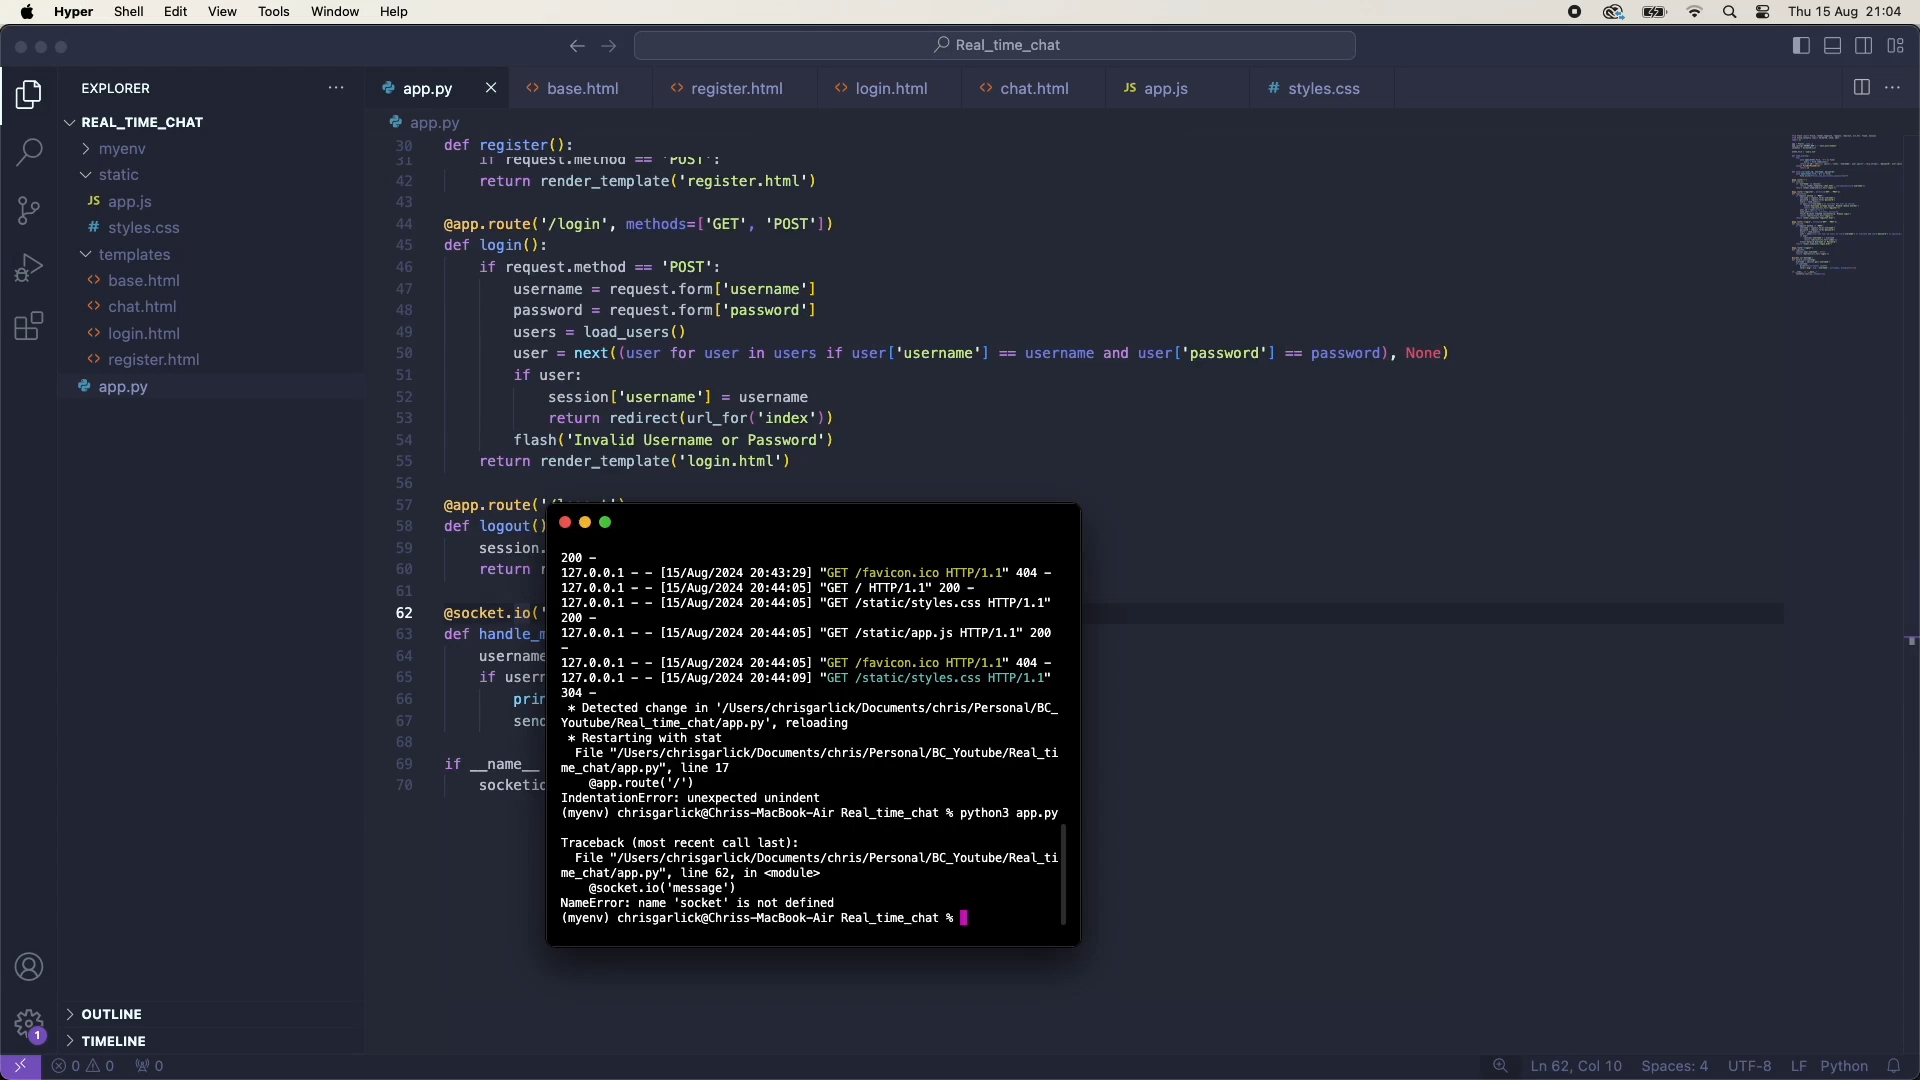 Hyper Shell Edit View Tools Window Help Thu 15 Aug 21:04
Real_time_chat
EXPLORER
REAL_TIME_CHAT
myenv
static
JS app.js
# styles.css
templates
<> base.html
<> chat.html
<> login.html
<> register.html
app.py
OUTLINE
TIMELINE
1
app.py <> base.html <> register.html <> login.html <> chat.html JS app.js # styles.css
app.py
30 def register():
31 if request.method == 'POST':
42 return render_template('register.html')
43
44 @app.route('/login', methods=['GET', 'POST'])
45 def login():
46 if request.method == 'POST':
47 username = request.form['username']
48 password = request.form['password']
49 users = load_users()
50 user = next((user for user in users if user['username'] == username and user['password'] == password), None)
51 if user:
52 session['username'] = username
53 return redirect(url_for('index'))
54 flash('Invalid Username or Password')
55 return render_template('login.html')
56
57 @app.route('
58 def logout()
59 session.
60 return
61
62 @socket.io('
63 def handle_m
64 username
65 if user
66 prin
67 send
68
69 if __name__
70 socketio
200 -
127.0.0.1 - - [15/Aug/2024 20:43:29] "GET /favicon.ico HTTP/1.1" 404 -
127.0.0.1 - - [15/Aug/2024 20:44:05] "GET / HTTP/1.1" 200 -
127.0.0.1 - - [15/Aug/2024 20:44:05] "GET /static/styles.css HTTP/1.1"
200 -
127.0.0.1 - - [15/Aug/2024 20:44:05] "GET /static/app.js HTTP/1.1" 200
-
127.0.0.1 - - [15/Aug/2024 20:44:05] "GET /favicon.ico HTTP/1.1" 404 -
127.0.0.1 - - [15/Aug/2024 20:44:09] "GET /static/styles.css HTTP/1.1"
304 -
* Detected change in '/Users/chrisgarlick/Documents/chris/Personal/BC_
Youtube/Real_time_chat/app.py', reloading
* Restarting with stat
File "/Users/chrisgarlick/Documents/chris/Personal/BC_Youtube/Real_ti
me_chat/app.py", line 17
@app.route('/')
IndentationError: unexpected unindent
(myenv) chrisgarlick@Chriss-MacBook-Air Real_time_chat % python3 app.py
Traceback (most recent call last):
File "/Users/chrisgarlick/Documents/chris/Personal/BC_Youtube/Real_ti
me_chat/app.py", line 62, in <module>
@socket.io('message')
NameError: name 'socket' is not defined
(myenv) chrisgarlick@Chriss-MacBook-Air Real_time_chat %
0 0 0 Ln 62, Col 10 Spaces: 4 UTF-8 LF Python